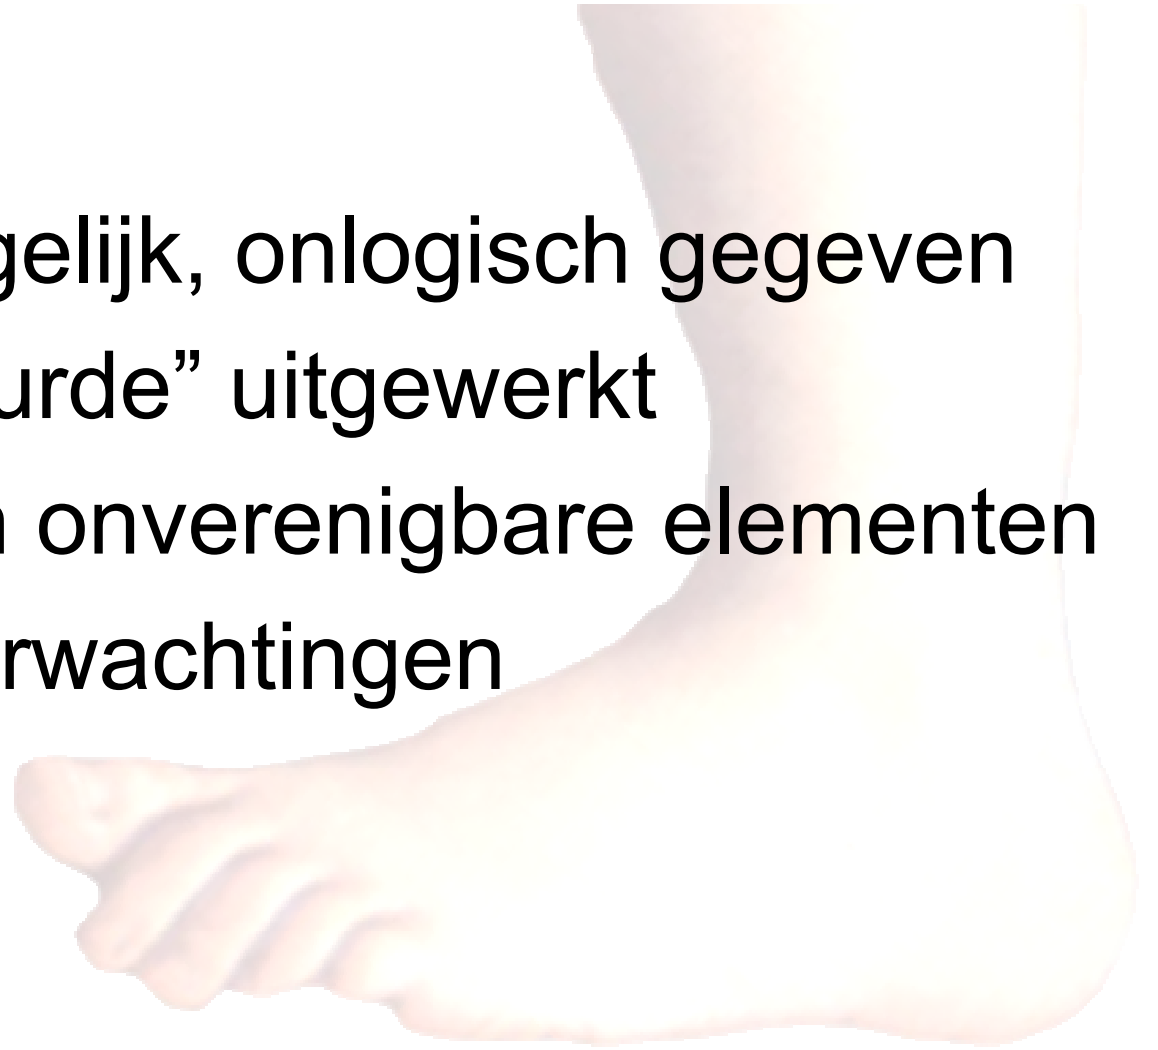 gelijk, onlogisch gegeven
urde” uitgewerkt
onverenigbare elementen
rwachtingen